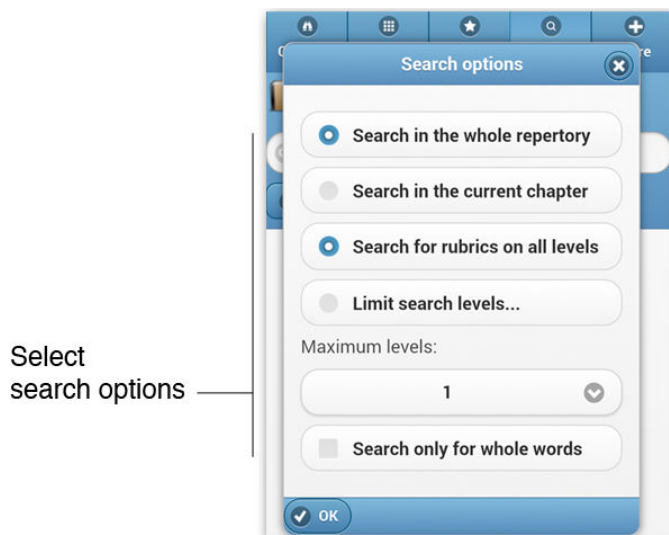 Search options
Search in the whole repertory
Search in the current chapter
Search for rubrics on all levels
Limit search levels...
Maximum levels:
1
Search only for whole words
OK
Select
search options